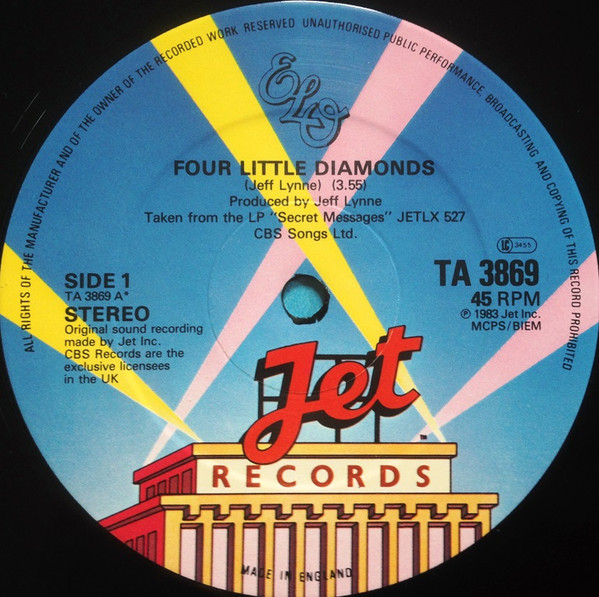 ALL RIGHTS OF THE MANUFACTURER AND OF THE OWNER OF THE RECORDED WORK RESERVED UNAUTHORISED PUBLIC PERFORMANCE, BROADCASTING AND COPYING OF THIS RECORD PROHIBITED
ELO
FOUR LITTLE DIAMONDS
(Jeff Lynne) (3.55)
Produced by Jeff Lynne
Taken from the LP "Secret Messages" JETLX 527
CBS Songs Ltd.
LC 3455
SIDE 1
TA 3869 A*
STEREO
Original sound recording
made by Jet Inc.
CBS Records are the
exclusive licensees
in the UK
TA 3869
45 RPM
℗ 1983 Jet Inc.
MCPS/BIEM
Jet
TM
RECORDS
MADE IN ENGLAND